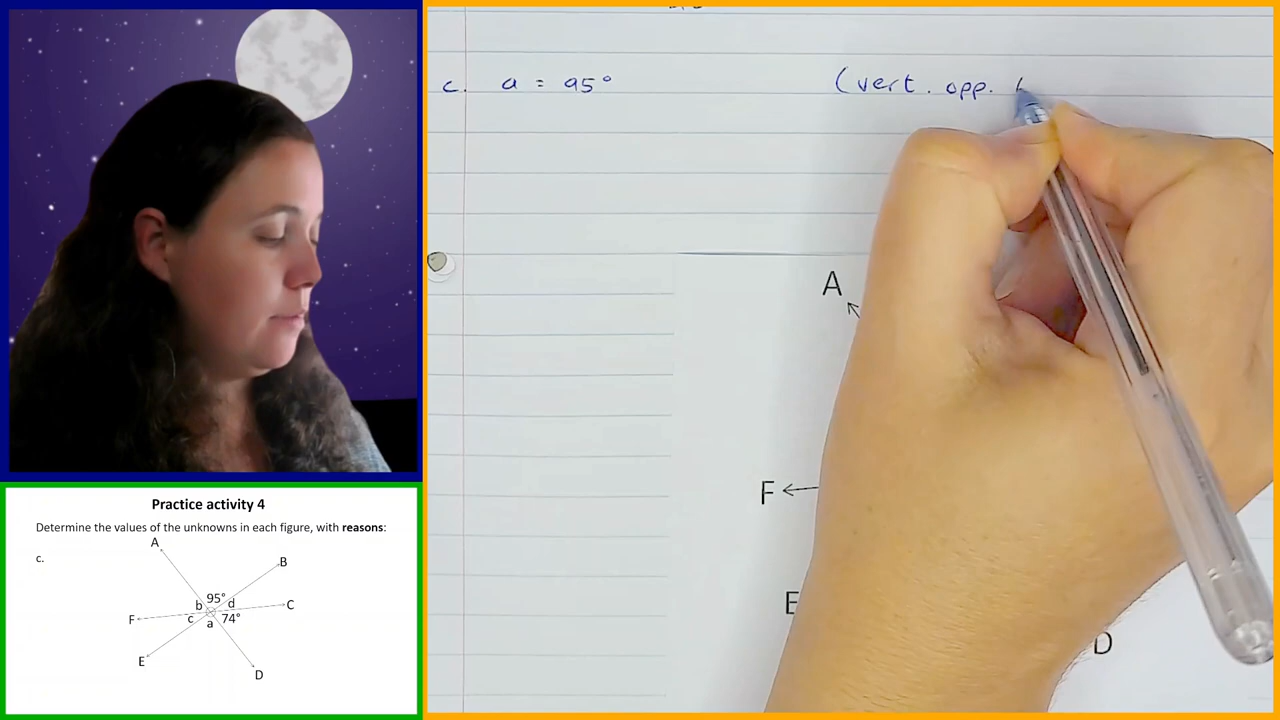 Practice activity 4
Determine the values of the unknowns in each figure, with reasons:
c.
A
B
95°
b
d
C
F
c
74°
a
E
D
c. a = 95° (vert. opp.
A
F
E
D